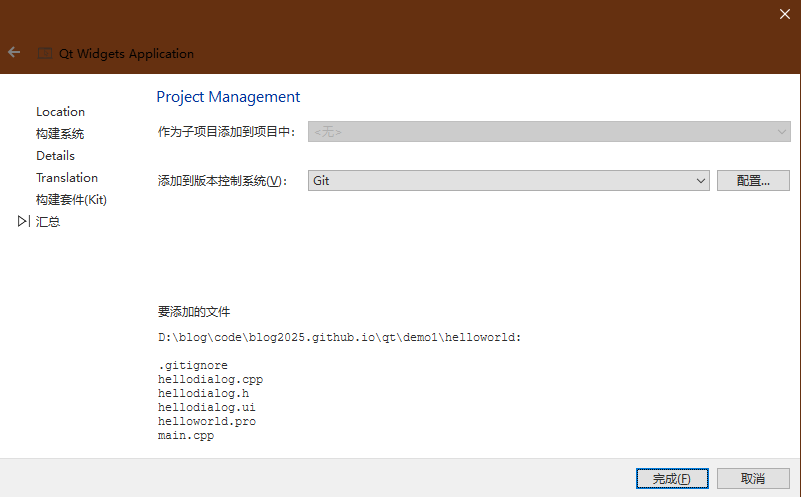 Qt Widgets Application
Project Management
Location
构建系统
Details
Translation
构建套件(Kit)
汇总
作为子项目添加到项目中：
<无>
添加到版本控制系统(V)：
Git
配置...
要添加的文件
D:\blog\code\blog2025.github.io\qt\demo1\helloworld:
.gitignore
hellodialog.cpp
hellodialog.h
hellodialog.ui
helloworld.pro
main.cpp
完成(F)
取消